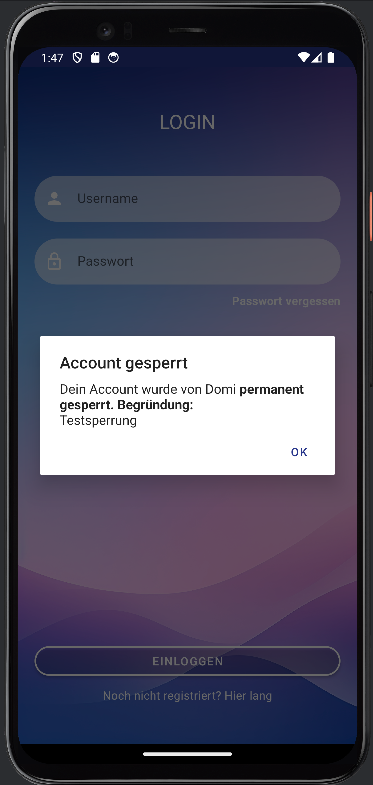 1:47
LOGIN
Username
Passwort
Passwort vergessen
Account gesperrt
Dein Account wurde von Domi permanent
gesperrt. Begründung:
Testsperrung
OK
EINLOGGEN
Noch nicht registriert? Hier lang